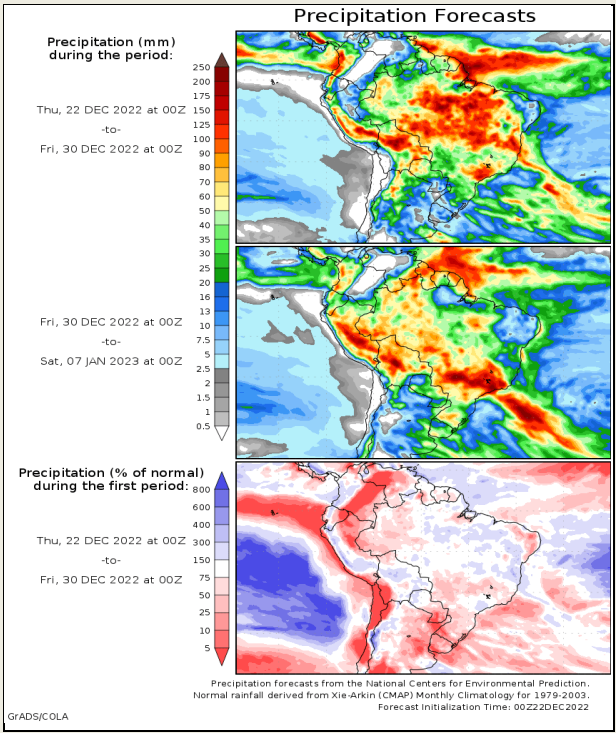 Precipitation Forecasts
Precipitation (mm)
during the period:
Thu, 22 DEC 2022 at 00Z
-to-
Fri, 30 DEC 2022 at 00Z
250
200
175
150
125
100
90
80
70
60
50
40
35
30
25
20
16
13
10
7.5
5
2.5
2
1.5
1
0.5
Fri, 30 DEC 2022 at 00Z
-to-
Sat, 07 JAN 2023 at 00Z
Precipitation (% of normal)
during the first period:
Thu, 22 DEC 2022 at 00Z
-to-
Fri, 30 DEC 2022 at 00Z
800
600
400
300
150
75
50
25
10
5
Precipitation forecasts from the National Centers for Environmental Prediction.
Normal rainfall derived from Xie-Arkin (CMAP) Monthly Climatology for 1979-2003.
Forecast Initialization Time: 00Z22DEC2022
GrADS/COLA